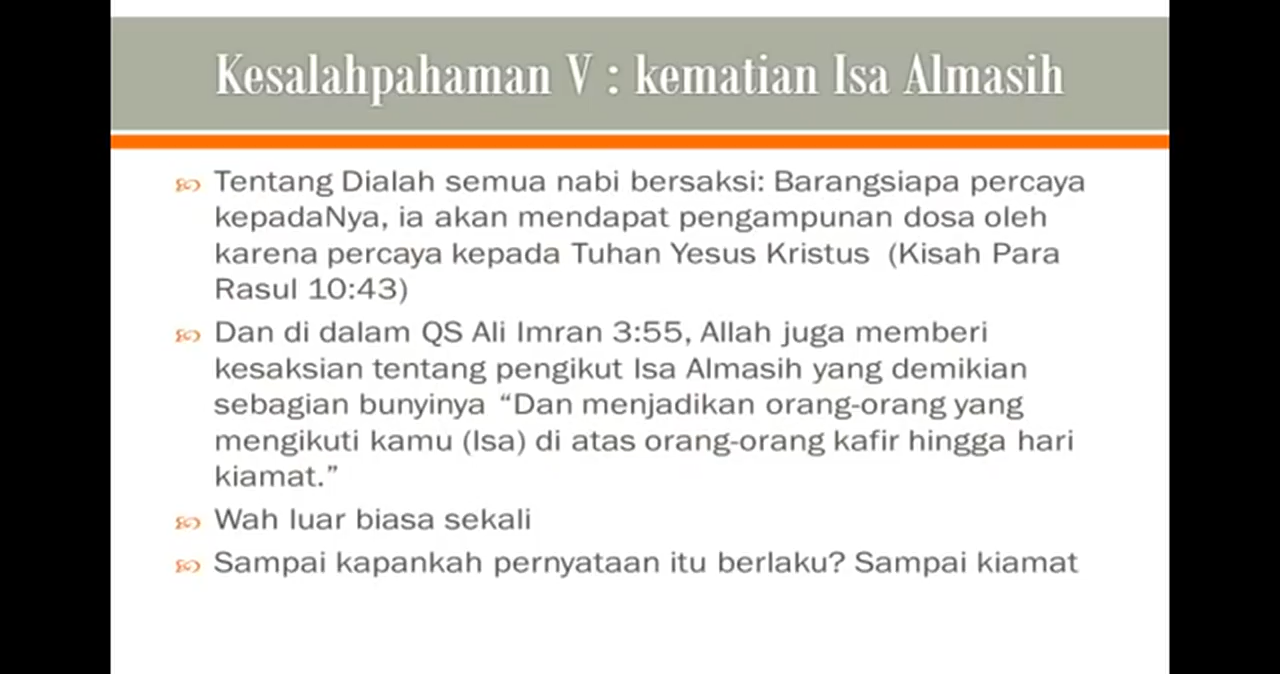 Kesalahpahaman V : kematian Isa Almasih
Tentang Dialah semua nabi bersaksi: Barangsiapa percaya
kepadaNya, ia akan mendapat pengampunan dosa oleh
karena percaya kepada Tuhan Yesus Kristus (Kisah Para
Rasul 10:43)
Dan di dalam QS Ali Imran 3:55, Allah juga memberi
kesaksian tentang pengikut Isa Almasih yang demikian
sebagian bunyinya “Dan menjadikan orang-orang yang
mengikuti kamu (Isa) di atas orang-orang kafir hingga hari
kiamat.”
Wah luar biasa sekali
Sampai kapankah pernyataan itu berlaku? Sampai kiamat